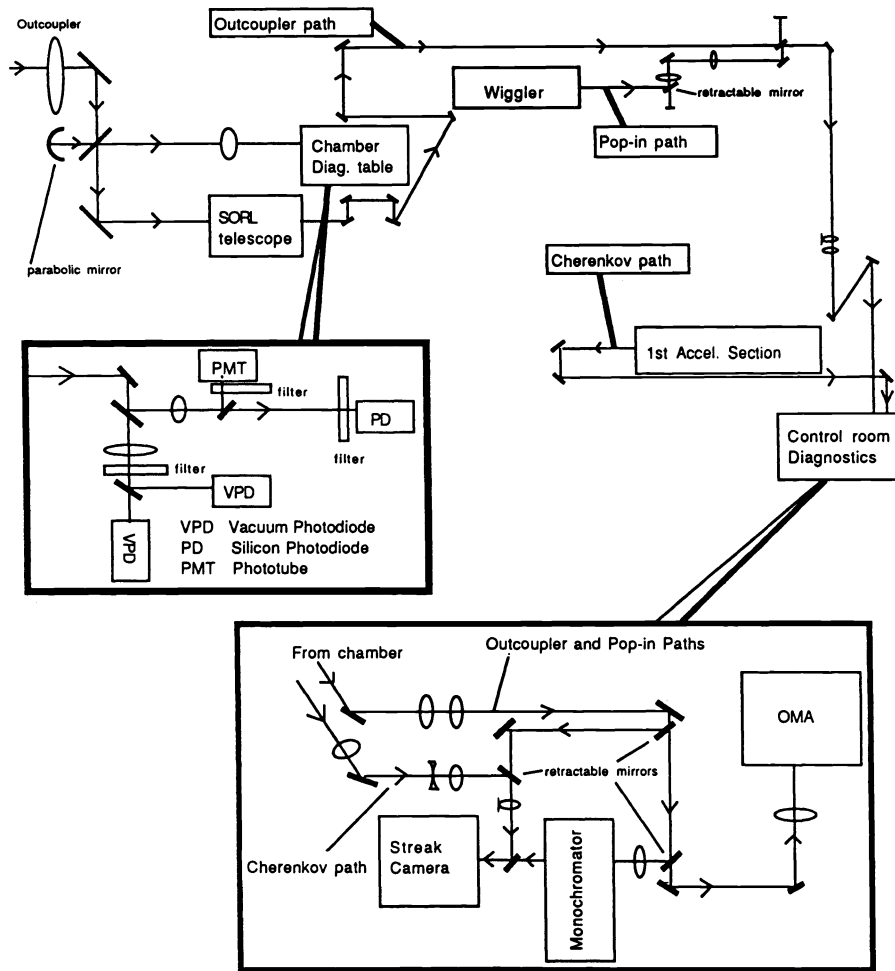 Outcoupler
Outcoupler path
Wiggler
retractable mirror
Pop-in path
Chamber
Diag. table
SORL
telescope
parabolic mirror
Cherenkov path
1st Accel. Section
Control room
Diagnostics
PMT
filter
PD
filter
filter
VPD
VPD
VPD Vacuum Photodiode
PD Silicon Photodiode
PMT Phototube
From chamber
Outcoupler and Pop-in Paths
OMA
retractable mirrors
Streak
Camera
Cherenkov path
Monochromator